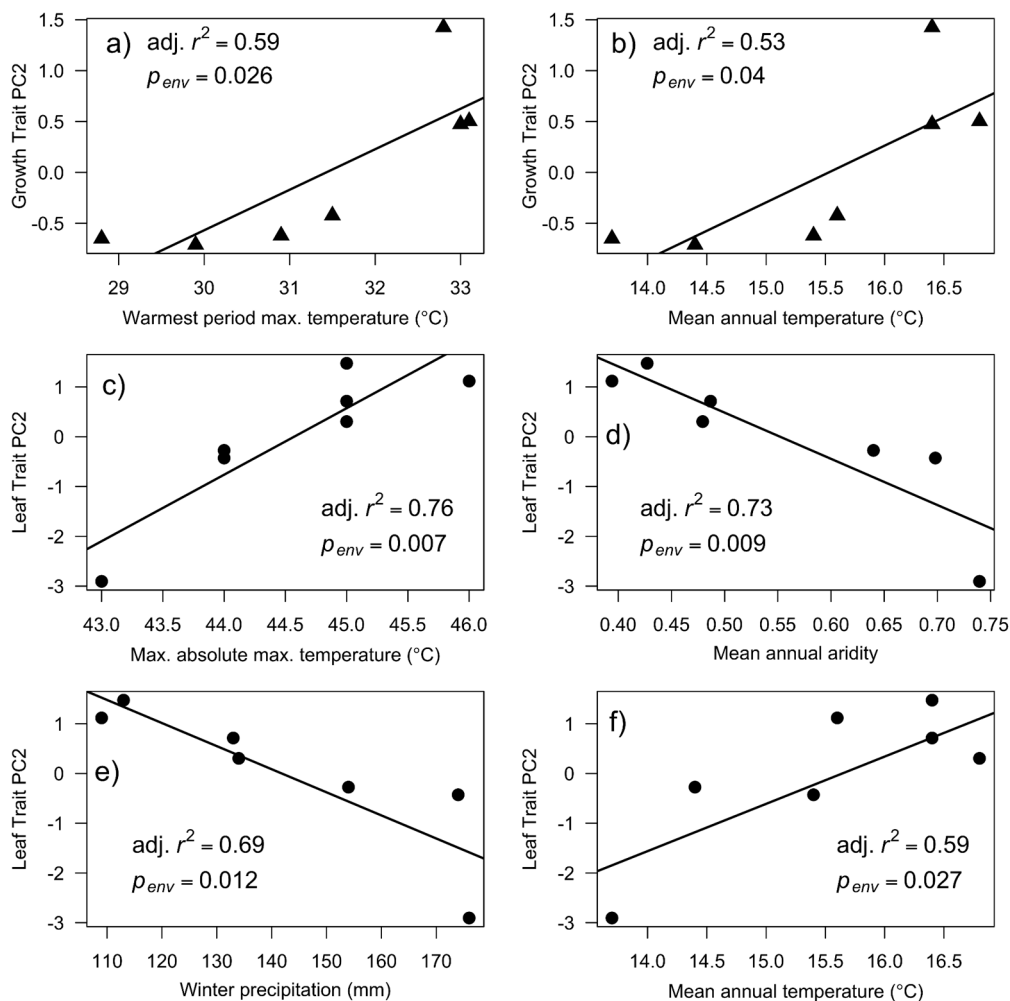 a) adj. r² = 0.59
p_env = 0.026
Growth Trait PC2
1.5
1.0
0.5
0.0
-0.5
29 30 31 32 33
Warmest period max. temperature (°C)
b) adj. r² = 0.53
p_env = 0.04
Growth Trait PC2
1.5
1.0
0.5
0.0
-0.5
14.0 14.5 15.0 15.5 16.0 16.5
Mean annual temperature (°C)
c)
Leaf Trait PC2
1
0
-1
-2
-3
adj. r² = 0.76
p_env = 0.007
43.0 43.5 44.0 44.5 45.0 45.5 46.0
Max. absolute max. temperature (°C)
d)
Leaf Trait PC2
1
0
-1
-2
-3
adj. r² = 0.73
p_env = 0.009
0.40 0.45 0.50 0.55 0.60 0.65 0.70 0.75
Mean annual aridity
e)
Leaf Trait PC2
1
0
-1
-2
-3
adj. r² = 0.69
p_env = 0.012
110 120 130 140 150 160 170
Winter precipitation (mm)
f)
Leaf Trait PC2
1
0
-1
-2
-3
adj. r² = 0.59
p_env = 0.027
14.0 14.5 15.0 15.5 16.0 16.5
Mean annual temperature (°C)